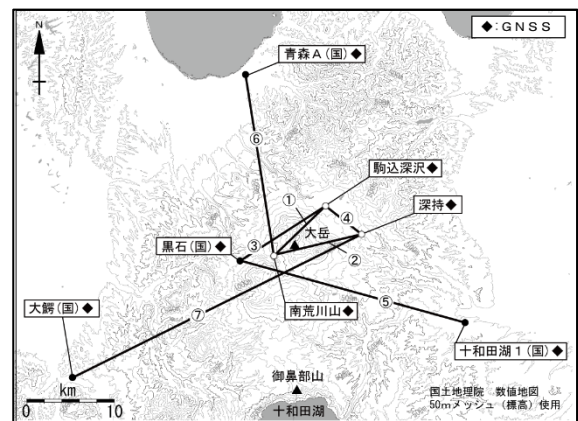 ◆:GNSS
N
青森A(国)◆
⑥
駒込深沢◆
①
④
深持◆
大岳
③
②
黒石(国)◆
大鰐(国)◆
⑦
南荒川山◆
⑤
十和田湖1(国)◆
km
0 10
御鼻部山
十和田湖
国土地理院 数値地図
50mメッシュ(標高)使用